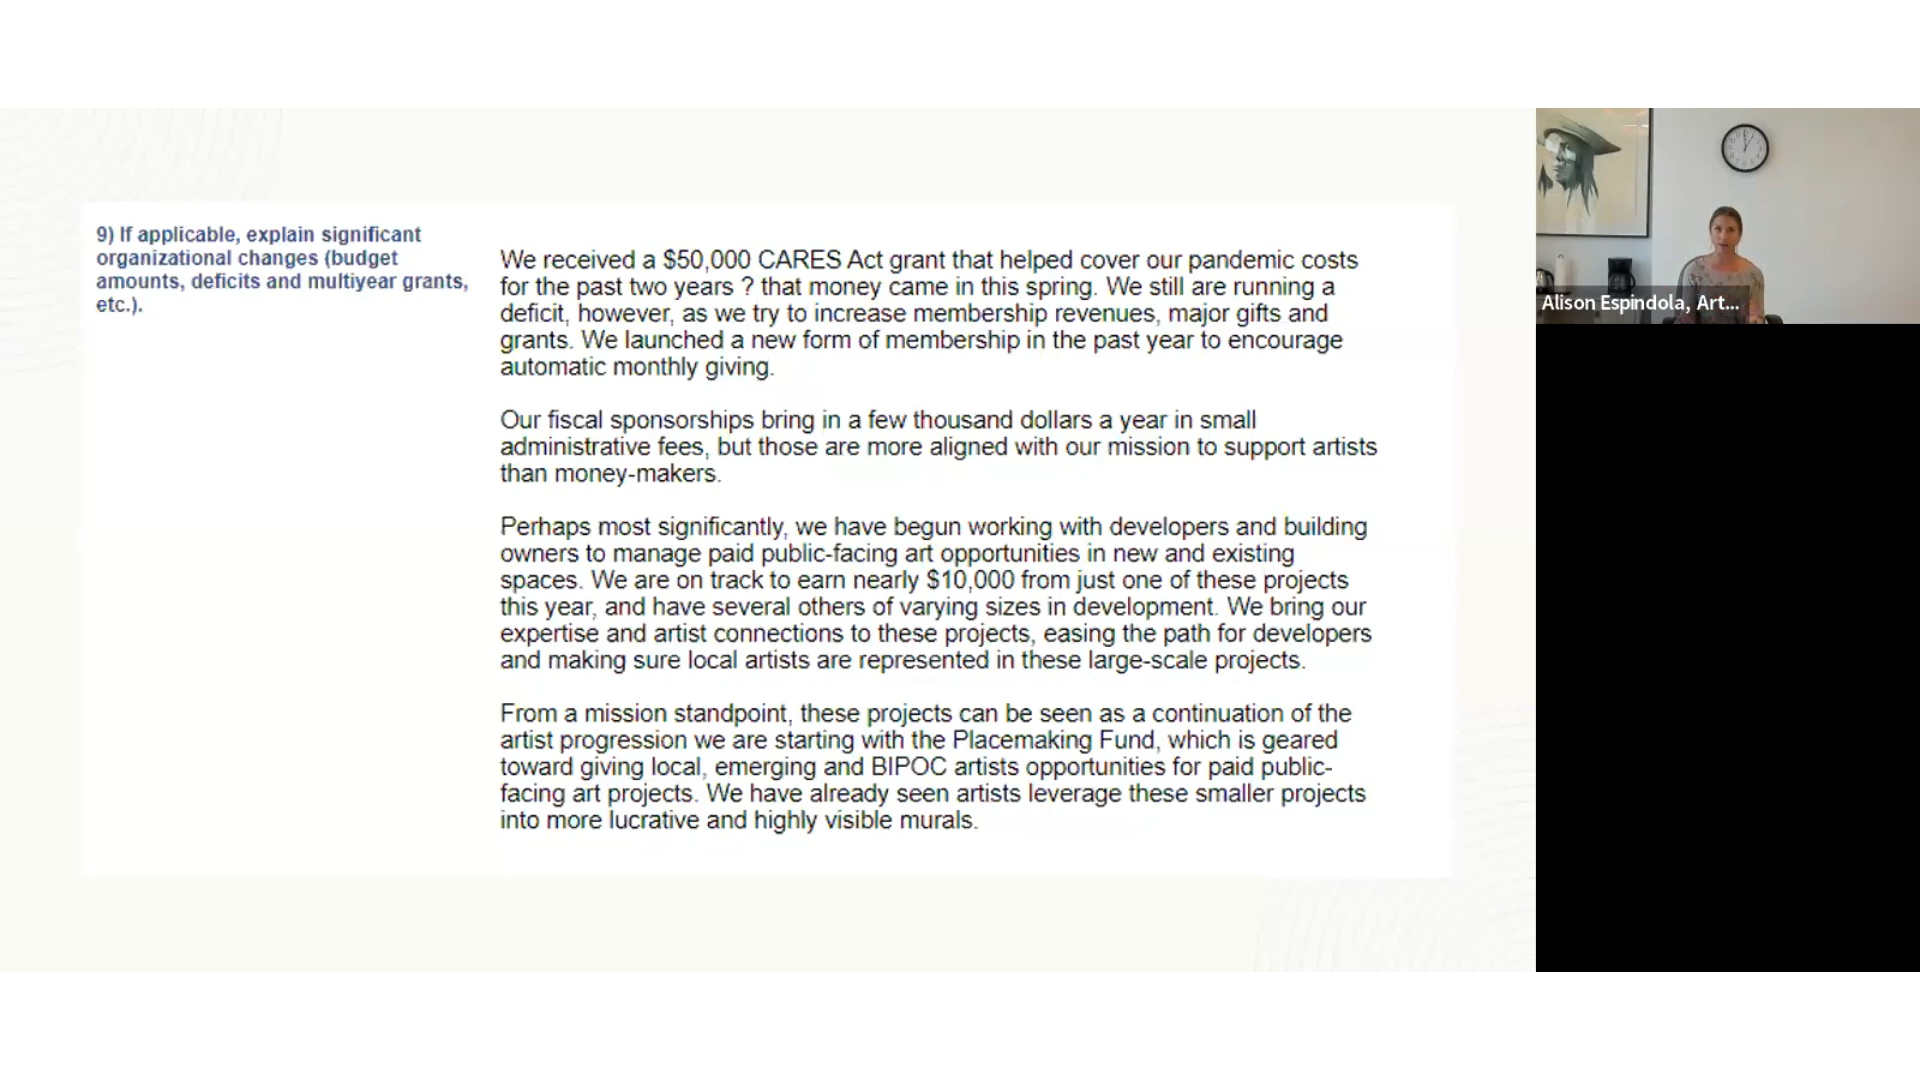 9) If applicable, explain significant
organizational changes (budget
amounts, deficits and multiyear grants,
etc.).
We received a $50,000 CARES Act grant that helped cover our pandemic costs
for the past two years ? that money came in this spring. We still are running a
deficit, however, as we try to increase membership revenues, major gifts and
grants. We launched a new form of membership in the past year to encourage
automatic monthly giving.
Our fiscal sponsorships bring in a few thousand dollars a year in small
administrative fees, but those are more aligned with our mission to support artists
than money-makers.
Perhaps most significantly, we have begun working with developers and building
owners to manage paid public-facing art opportunities in new and existing
spaces. We are on track to earn nearly $10,000 from just one of these projects
this year, and have several others of varying sizes in development. We bring our
expertise and artist connections to these projects, easing the path for developers
and making sure local artists are represented in these large-scale projects.
From a mission standpoint, these projects can be seen as a continuation of the
artist progression we are starting with the Placemaking Fund, which is geared
toward giving local, emerging and BIPOC artists opportunities for paid public-
facing art projects. We have already seen artists leverage these smaller projects
into more lucrative and highly visible murals.
Alison Espindola, Art...